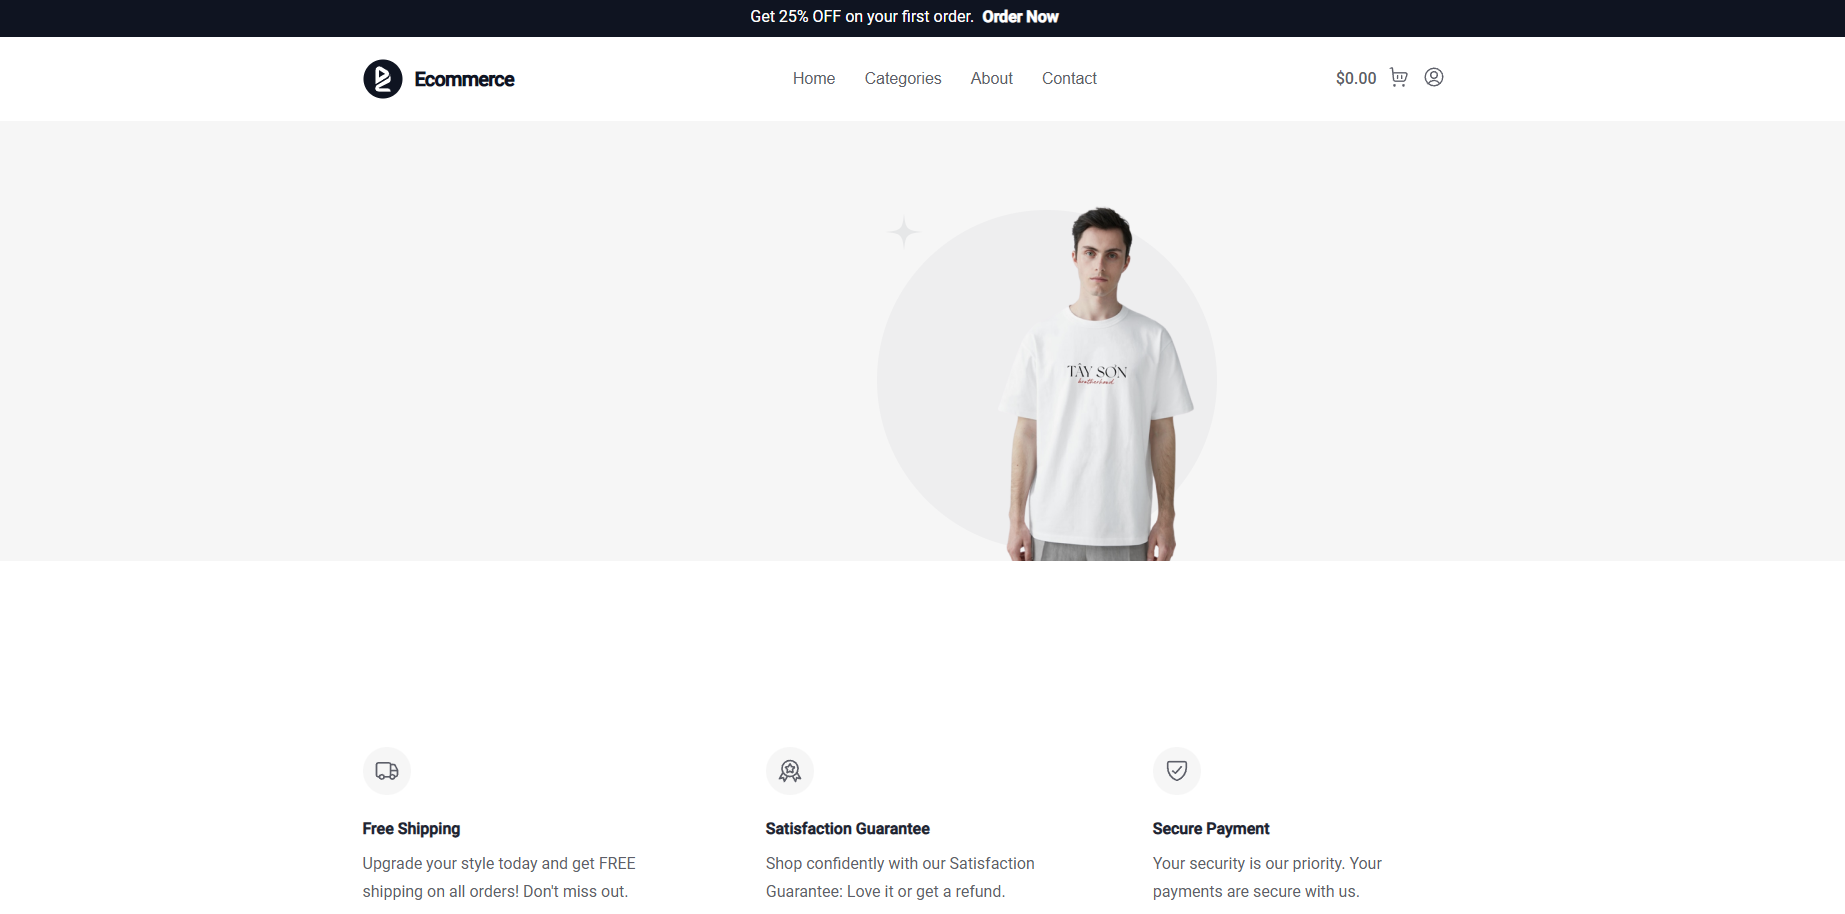 Get 25% OFF on your first order. Order Now
Ecommerce
Home Categories About Contact
$0.00
TÂY SƠN
brotherhood
Free Shipping
Upgrade your style today and get FREE
shipping on all orders! Don't miss out.
Satisfaction Guarantee
Shop confidently with our Satisfaction
Guarantee: Love it or get a refund.
Secure Payment
Your security is our priority. Your
payments are secure with us.